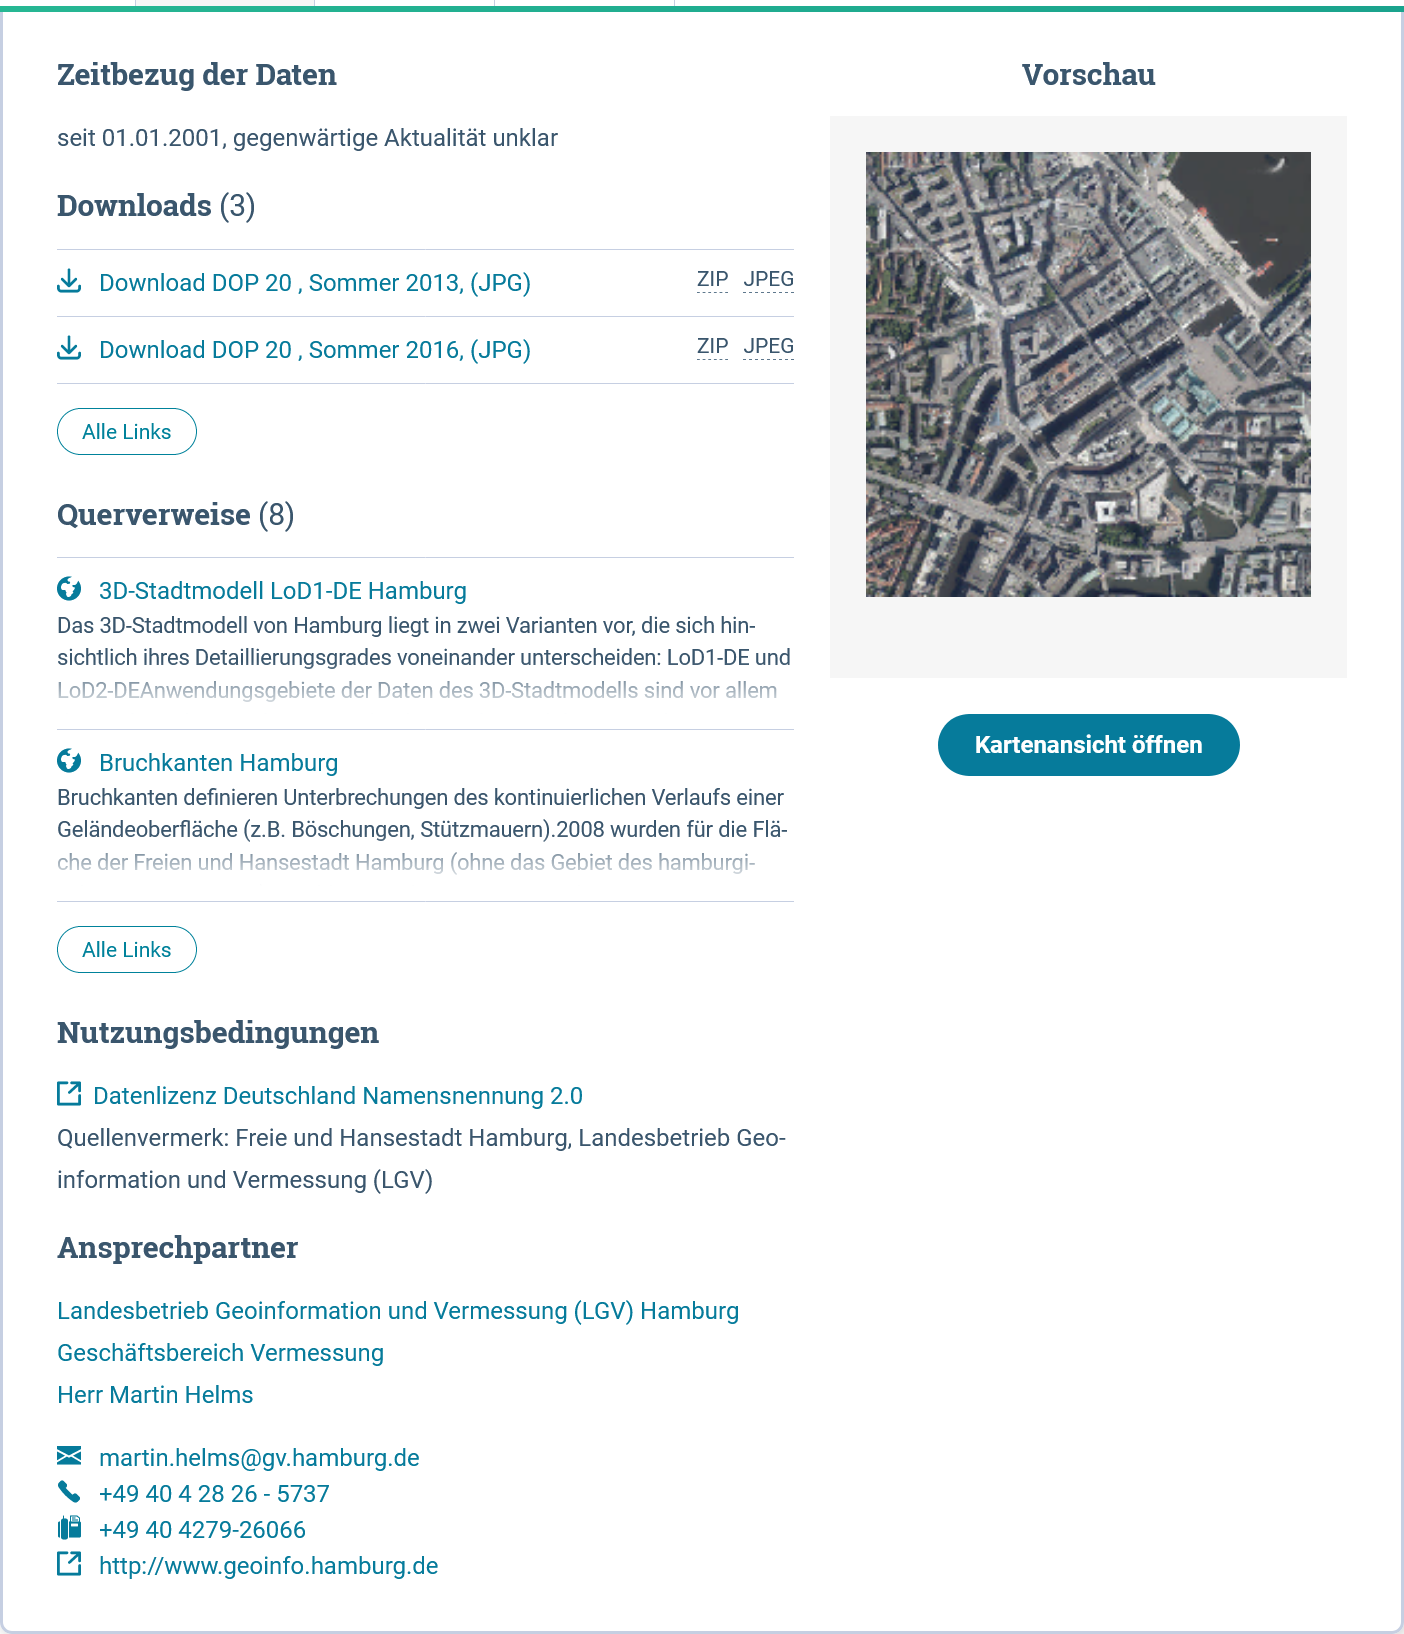 Zeitbezug der Daten
seit 01.01.2001, gegenwärtige Aktualität unklar
Downloads (3)
Download DOP 20 , Sommer 2013, (JPG) ZIP JPEG
Download DOP 20 , Sommer 2016, (JPG) ZIP JPEG
Alle Links
Querverweise (8)
3D-Stadtmodell LoD1-DE Hamburg
Das 3D-Stadtmodell von Hamburg liegt in zwei Varianten vor, die sich hin-
sichtlich ihres Detaillierungsgrades voneinander unterscheiden: LoD1-DE und
LoD2-DEAnwendungsgebiete der Daten des 3D-Stadtmodells sind vor allem
Bruchkanten Hamburg
Bruchkanten definieren Unterbrechungen des kontinuierlichen Verlaufs einer
Geländeoberfläche (z.B. Böschungen, Stützmauern).2008 wurden für die Flä-
che der Freien und Hansestadt Hamburg (ohne das Gebiet des hamburgi-
Alle Links
Nutzungsbedingungen
Datenlizenz Deutschland Namensnennung 2.0
Quellenvermerk: Freie und Hansestadt Hamburg, Landesbetrieb Geo-
information und Vermessung (LGV)
Ansprechpartner
Landesbetrieb Geoinformation und Vermessung (LGV) Hamburg
Geschäftsbereich Vermessung
Herr Martin Helms
martin.helms@gv.hamburg.de
+49 40 4 28 26 - 5737
+49 40 4279-26066
http://www.geoinfo.hamburg.de
Vorschau
Kartenansicht öffnen